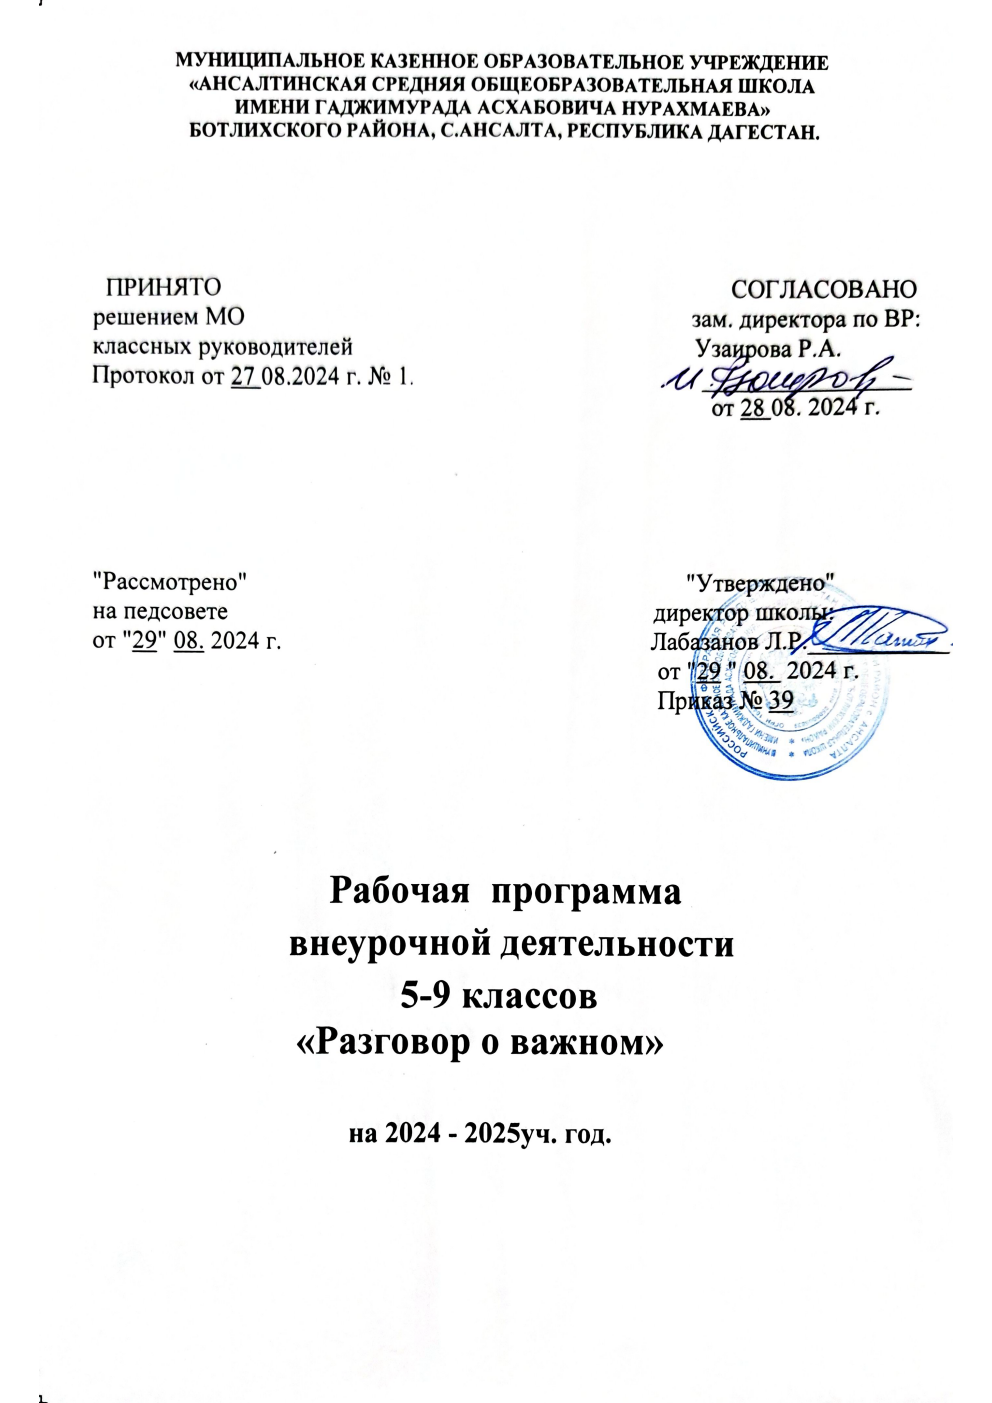 МУНИЦИПАЛЬНОЕ КАЗЕННОЕ ОБРАЗОВАТЕЛЬНОЕ УЧРЕЖДЕНИЕ
«АНСАЛТИНСКАЯ СРЕДНЯЯ ОБЩЕОБРАЗОВАТЕЛЬНАЯ ШКОЛА
ИМЕНИ ГАДЖИМУРАДА АСХАБОВИЧА НУРАХМАЕВА»
БОТЛИХСКОГО РАЙОНА, С.АНСАЛТА, РЕСПУБЛИКА ДАГЕСТАН.
ПРИНЯТО
решением МО
классных руководителей
Протокол от 27 08.2024 г. № 1.
СОГЛАСОВАНО
зам. директора по ВР:
Узаирова Р.А.
от 28 08. 2024 г.
"Рассмотрено"
на педсовете
от "29" 08. 2024 г.
"Утверждено"
директор школы:
Лабазанов Л.Р.
от "29 " 08. 2024 г.
Приказ № 39
Рабочая программа
внеурочной деятельности
5-9 классов
«Разговор о важном»
на 2024 - 2025уч. год.